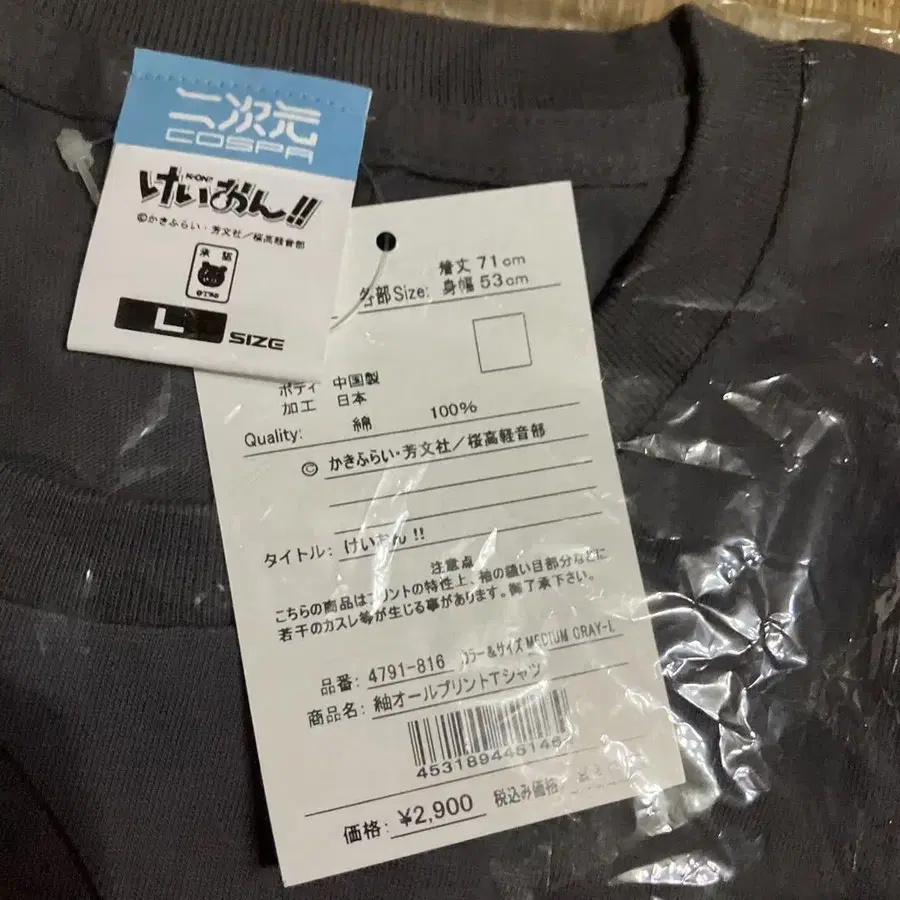 二次元
COSPA
K-ON!!
けいおん!!
©かきふらい・芳文社／桜高軽音部
承認
L SIZE
着丈 71cm
各部Size: 身幅 53cm
ボディ 中国製
加工 日本
Quality: 綿 100%
© かきふらい・芳文社／桜高軽音部
タイトル: けいおん !!
注意点
こちらの商品はプリントの特性上、袖の縫い目部分などに
若干のカスレ等が生じる事があります。御了承下さい。
品番: 4791-816 カラー＆サイズ MEDIUM GRAY-L
商品名: 紬オールプリントTシャツ
価格: ¥2,900 税込み価格